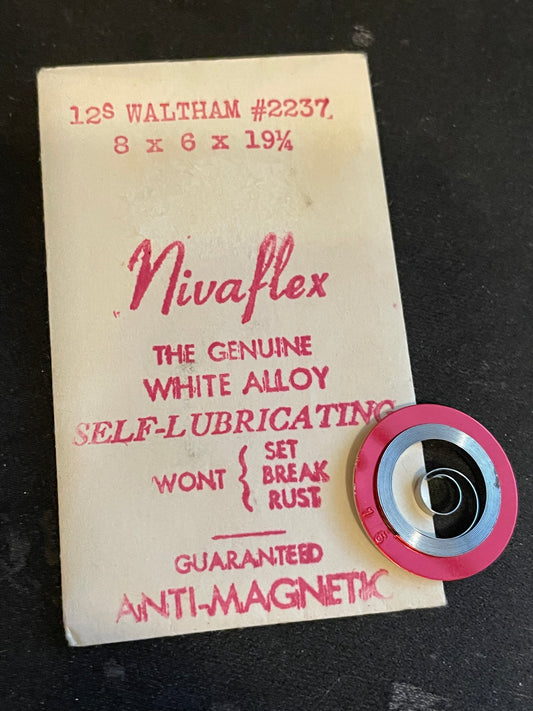 12S WALTHAM #2237
8 x 6 x 19¼
Nivaflex
THE GENUINE
WHITE ALLOY
SELF-LUBRICATING
WONT { SET
BREAK
RUST
GUARANTEED
ANTI-MAGNETIC